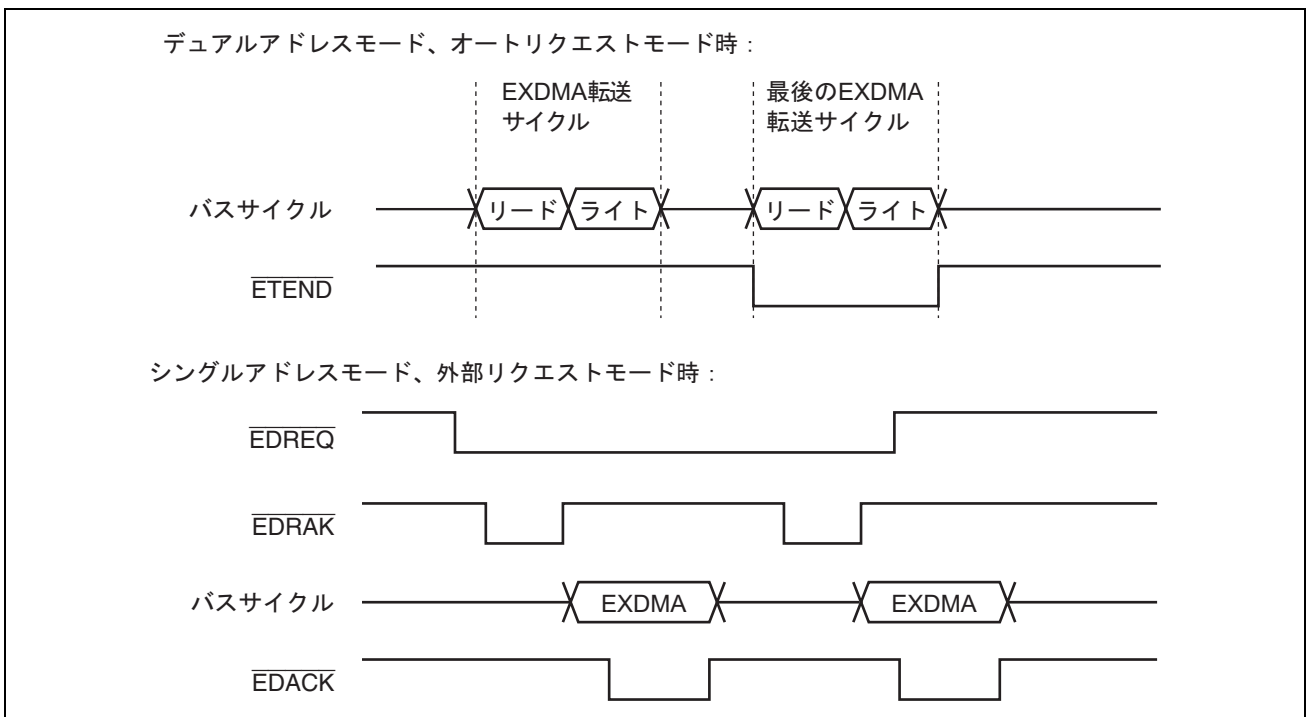 デュアルアドレスモード、オートリクエストモード時：
EXDMA転送
サイクル
最後のEXDMA
転送サイクル
バスサイクル
リード
ライト
リード
ライト
ETEND
シングルアドレスモード、外部リクエストモード時：
EDREQ
EDRAK
バスサイクル
EXDMA
EXDMA
EDACK